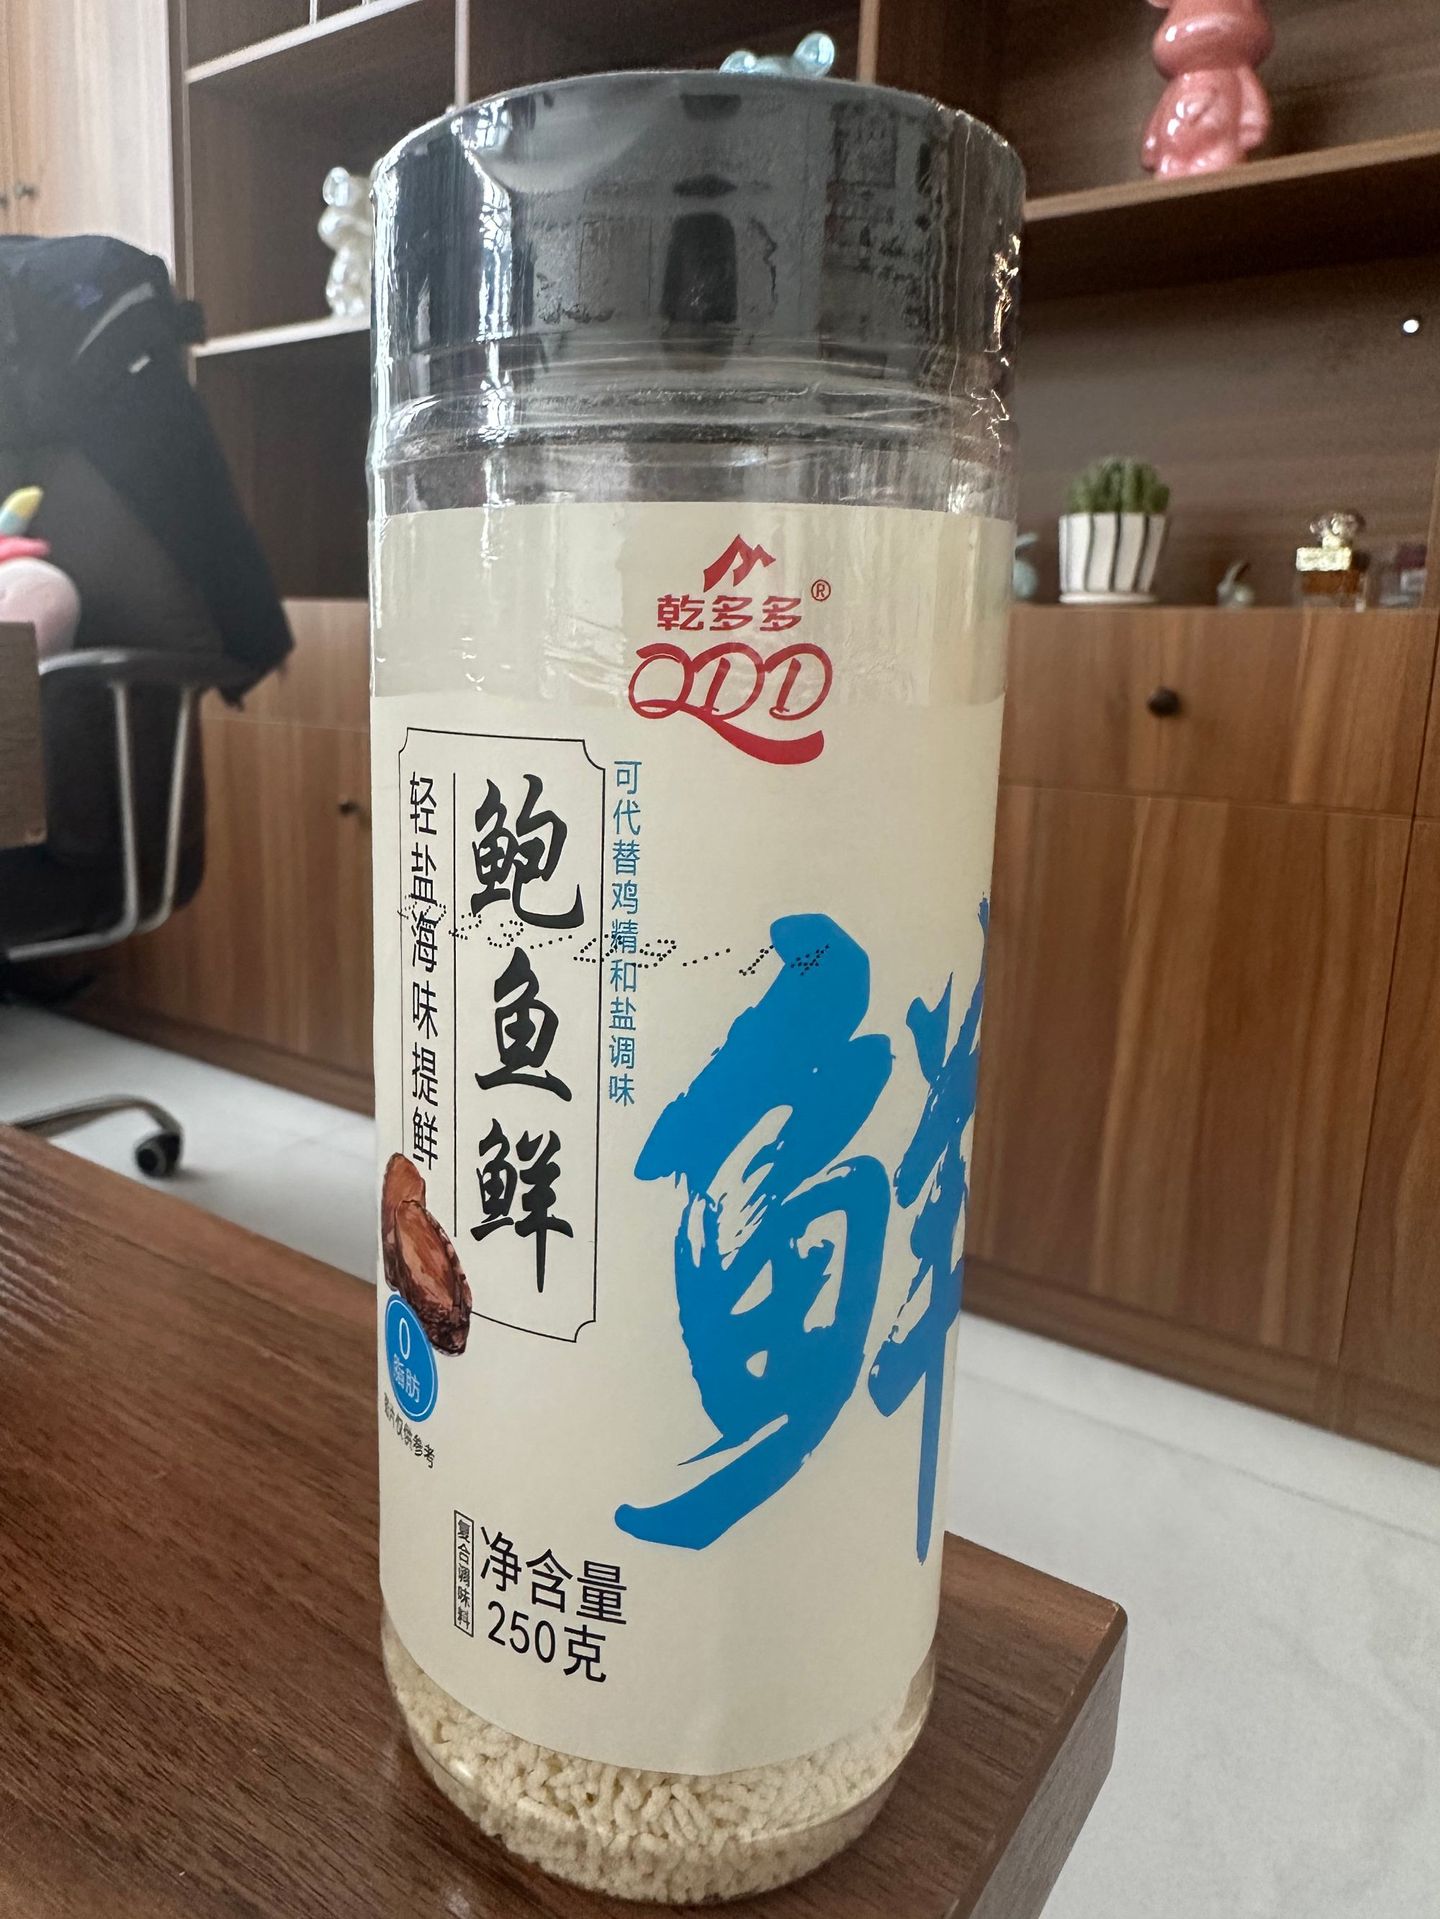 乾多多®
QDD
可代替鸡精和盐调味
鲍鱼鲜
轻盐海味提鲜
鲜
0
脂肪
图片仅供参考
复合调味料
净含量
250克